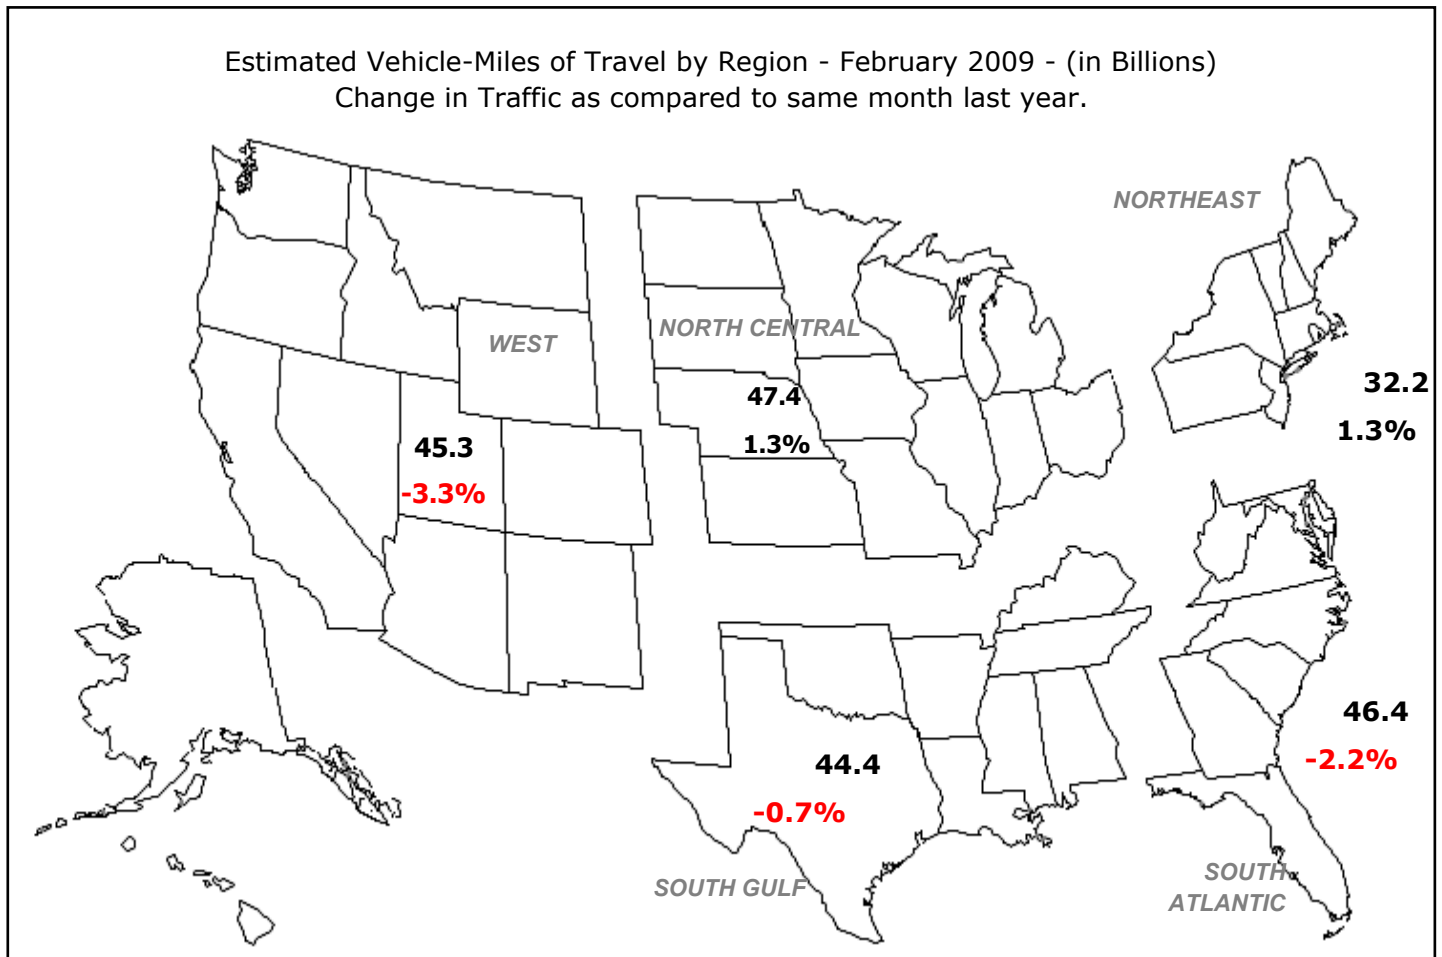 Estimated Vehicle-Miles of Travel by Region - February 2009 - (in Billions)
Change in Traffic as compared to same month last year.
NORTHEAST
WEST
NORTH CENTRAL
47.4
1.3%
32.2
1.3%
45.3
-3.3%
46.4
-2.2%
44.4
-0.7%
SOUTH GULF
SOUTH
ATLANTIC